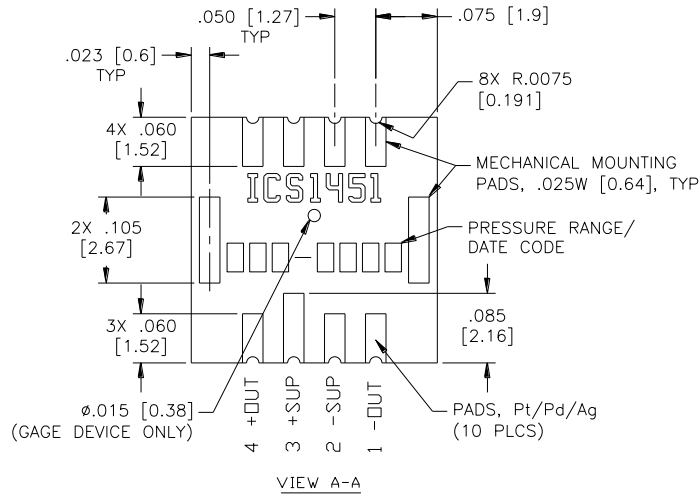 .050 [1.27]
TYP
.075 [1.9]
.023 [0.6]
TYP
8X R.0075
[0.191]
4X .060
[1.52]
MECHANICAL MOUNTING
PADS, .025W [0.64], TYP
ICS1451
2X .105
[2.67]
PRESSURE RANGE/
DATE CODE
3X .060
[1.52]
.085
[2.16]
ø.015 [0.38]
(GAGE DEVICE ONLY)
4 +OUT
3 +SUP
2 -SUP
1 -OUT
PADS, Pt/Pd/Ag
(10 PLCS)
VIEW A-A